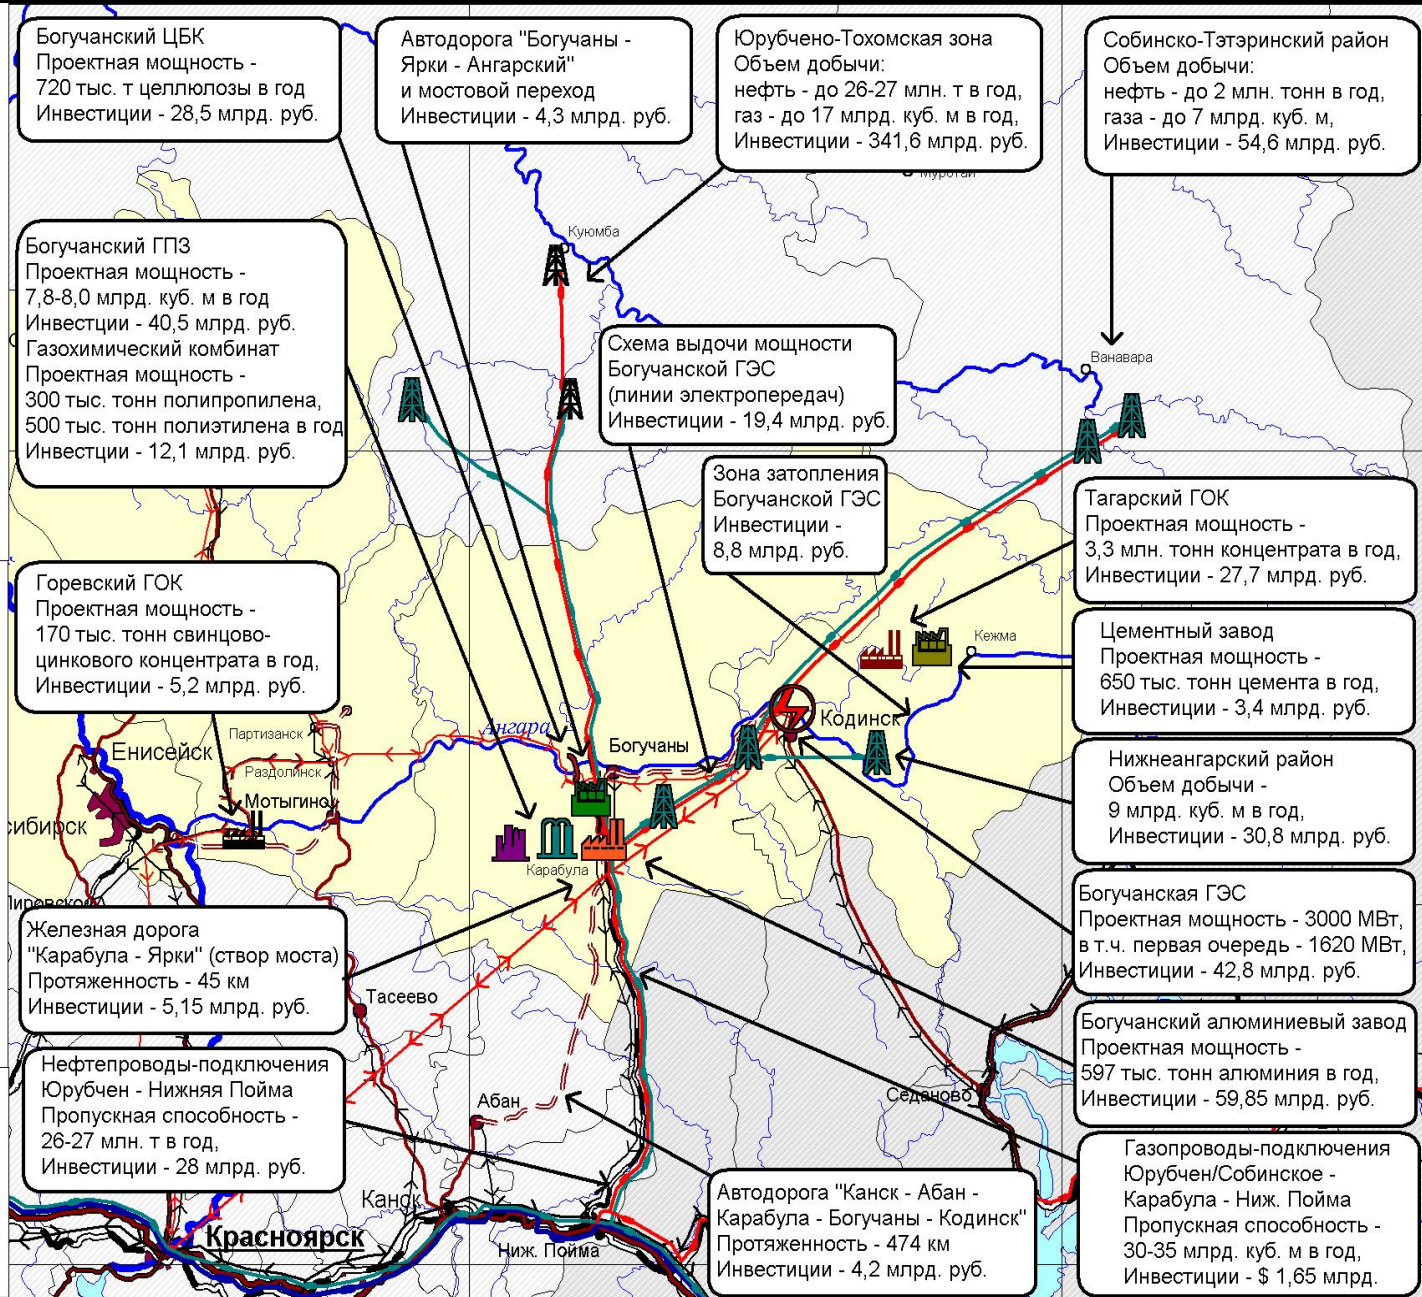 Богучанский ЦБК
Проектная мощность -
720 тыс. т целлюлозы в год
Инвестиции - 28,5 млрд. руб.
Автодорога "Богучаны -
Ярки - Ангарский"
и мостовой переход
Инвестиции - 4,3 млрд. руб.
Юрубчено-Тохомская зона
Объем добычи:
нефть - до 26-27 млн. т в год,
газ - до 17 млрд. куб. м в год,
Инвестиции - 341,6 млрд. руб.
Собинско-Тэтэринский район
Объем добычи:
нефть - до 2 млн. тонн в год,
газа - до 7 млрд. куб. м,
Инвестиции - 54,6 млрд. руб.
Куюмба
Богучанский ГПЗ
Проектная мощность -
7,8-8,0 млрд. куб. м в год
Инвестции - 40,5 млрд. руб.
Газохимический комбинат
Проектная мощность -
300 тыс. тонн полипропилена,
500 тыс. тонн полиэтилена в год
Инвестции - 12,1 млрд. руб.
Схема выдочи мощности
Богучанской ГЭС
(линии электропередач)
Инвестиции - 19,4 млрд. руб.
Ванавара
Зона затопления
Богучанской ГЭС
Инвестиции -
8,8 млрд. руб.
Тагарский ГОК
Проектная мощность -
3,3 млн. тонн концентрата в год,
Инвестиции - 27,7 млрд. руб.
Горевский ГОК
Проектная мощность -
170 тыс. тонн свинцово-
цинкового концентрата в год,
Инвестиции - 5,2 млрд. руб.
Кежма
Цементный завод
Проектная мощность -
650 тыс. тонн цемента в год,
Инвестиции - 3,4 млрд. руб.
Партизанск
Ангара
Кодинск
Енисейск
Богучаны
Раздолинск
Мотыгино
Нижнеангарский район
Объем добычи -
9 млрд. куб. м в год,
Инвестиции - 30,8 млрд. руб.
сибирск
Карабула
Богучанская ГЭС
Проектная мощность - 3000 МВт,
в т.ч. первая очередь - 1620 МВт,
Инвестиции - 42,8 млрд. руб.
Железная дорога
"Карабула - Ярки" (створ моста)
Протяженность - 45 км
Инвестиции - 5,15 млрд. руб.
Тасеево
Богучанский алюминиевый завод
Проектная мощность -
597 тыс. тонн алюминия в год,
Инвестиции - 59,85 млрд. руб.
Нефтепроводы-подключения
Юрубчен - Нижняя Пойма
Пропускная способность -
26-27 млн. т в год,
Инвестиции - 28 млрд. руб.
Абан
Седаново
Газопроводы-подключения
Юрубчен/Собинское -
Карабула - Ниж. Пойма
Пропускная способность -
30-35 млрд. куб. м в год,
Инвестиции - $ 1,65 млрд.
Канск
Автодорога "Канск - Абан -
Карабула - Богучаны - Кодинск"
Протяженность - 474 км
Инвестиции - 4,2 млрд. руб.
Красноярск
Ниж. Пойма